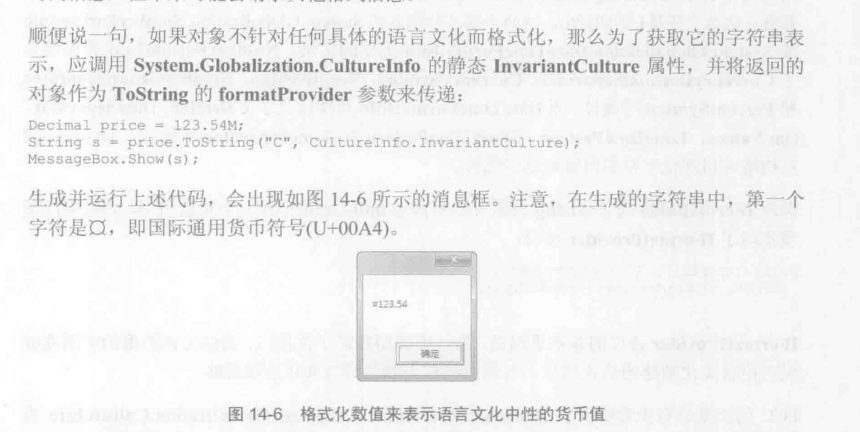 顺便说一句，如果对象不针对任何具体的语言文化而格式化，那么为了获取它的字符串表
示，应调用 System.Globalization.CultureInfo 的静态 InvariantCulture 属性，并将返回的
对象作为 ToString 的 formatProvider 参数来传递：
Decimal price = 123.54M;
String s = price.ToString("C", CultureInfo.InvariantCulture);
MessageBox.Show(s);
生成并运行上述代码，会出现如图 14-6 所示的消息框。注意，在生成的字符串中，第一个
字符是¤，即国际通用货币符号(U+00A4)。
¤123.54
确定
图 14-6 格式化数值来表示语言文化中性的货币值